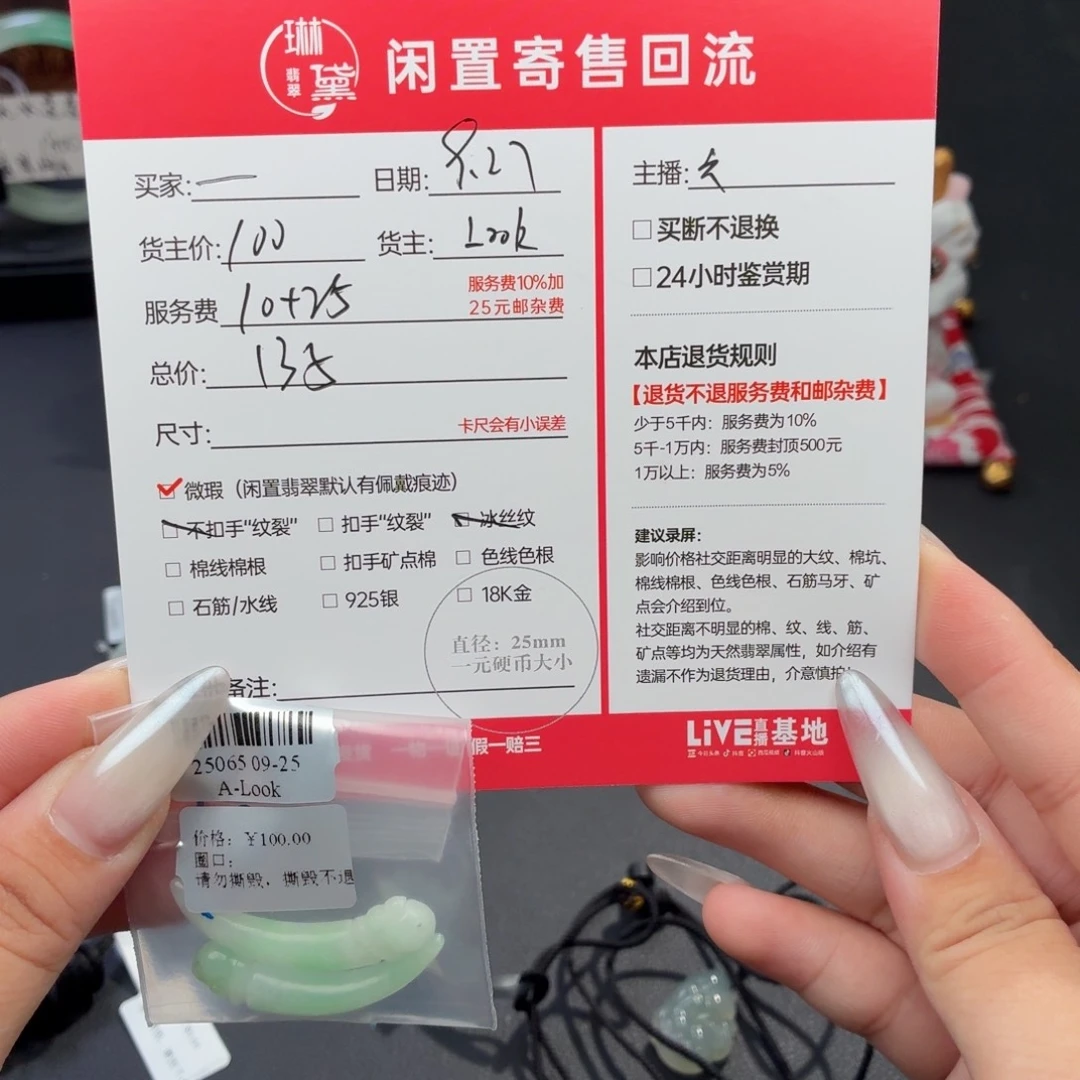 琳黛
翡翠
闲置寄售回流
买家: 一
日期: 9.27
货主价: 100
货主: Look
服务费 10+25
服务费10%加
25元邮杂费
总价: 135
尺寸:
卡尺会有小误差
微瑕（闲置翡翠默认有佩戴痕迹）
不扣手“纹裂” 扣手“纹裂” 冰丝纹
棉线棉根 扣手矿点棉 色线色根
石筋/水线 925银 18K金
直径：25mm
一元硬币大小
备注:
假一赔三
主播:
买断不退换
24小时鉴赏期
本店退货规则
【退货不退服务费和邮杂费】
少于5千内：服务费为10%
5千-1万内：服务费封顶500元
1万以上：服务费为5%
建议录屏：
影响价格社交距离明显的大纹、棉坑、
棉线棉根、色线色根、石筋马牙、矿
点会介绍到位。
社交距离不明显的棉、纹、线、筋、
矿点等均为天然翡翠属性，如介绍有
遗漏不作为退货理由，介意慎拍！
LiVE直播基地
25065 09-25
A-Look
价格：￥100.00
圈口：
请勿撕毁，撕毁不退